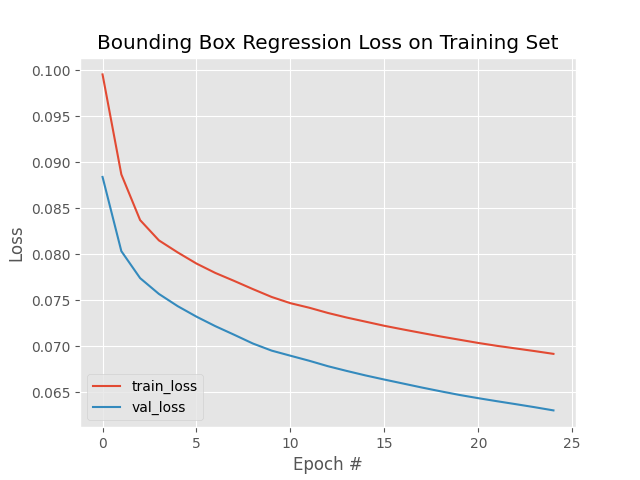 Bounding Box Regression Loss on Training Set
0.100
0.095
0.090
0.085
0.080
0.075
0.070
0.065
Loss
train_loss
val_loss
0 5 10 15 20 25
Epoch #